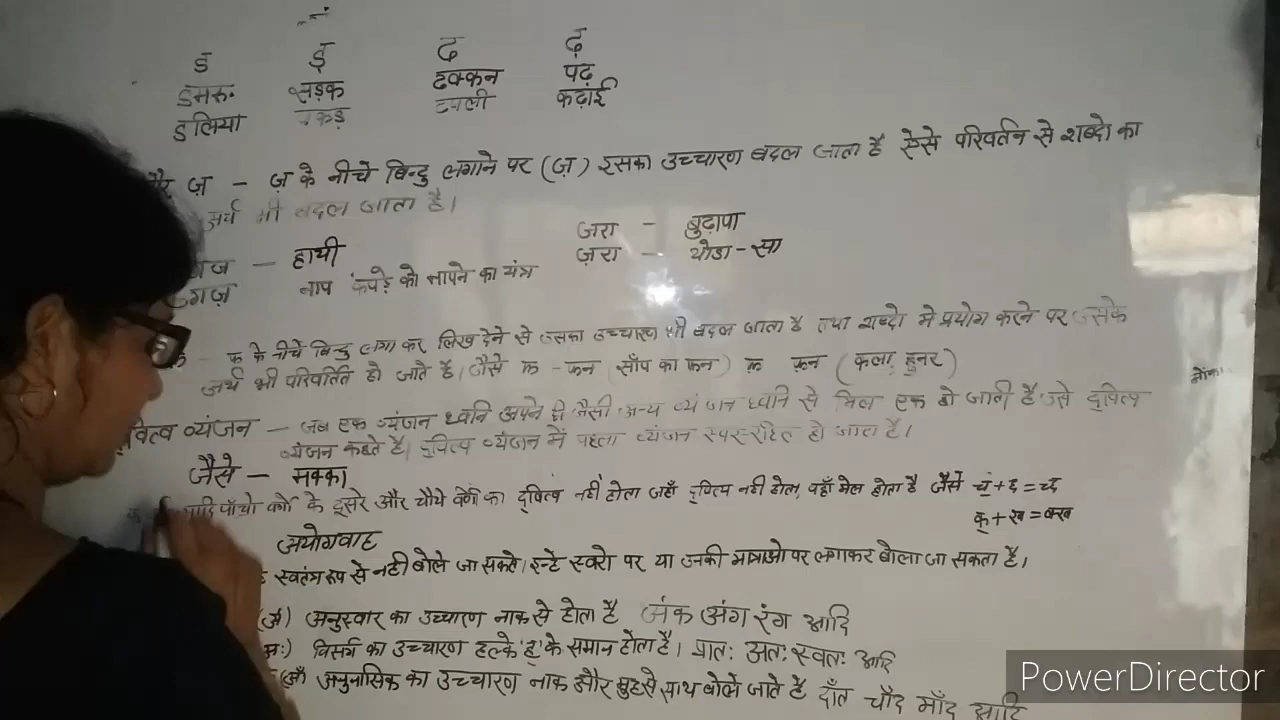 ड ड़ ढ ढ़
डमरू सड़क ढक्कन पढ़
डलिया ढपली कढ़ाई
ज़ - ज़ के नीचे बिन्दु लगाने पर (ज़) इसका उच्चारण बदल जाता है ऐसे परिवर्तन से शब्दो का
अर्थ भी बदल जाता है।
गज - हाथी जरा - बुढ़ापा
गज़ नाप कपड़े को नापने का यंत्र ज़रा - थोडा - सा
- फ के नीचे बिन्दु लगा कर लिख देने से उसका उच्चारण भी बदल जाता है तथा शब्दो मे प्रयोग करने पर उसके
अर्थ भी परिवर्तित हो जाते है। जैसे फ - फन (साँप का फन) फ़ फ़न (कला, हुनर)
व्यंजन - जब एक व्यंजन ध्वनि अपने ही जैसी अन्य व्यंजन ध्वनि से मिल एक हो जाती है उसे द्वित्व
व्यंजन कहते है। द्वित्व व्यंजन में पहला व्यंजन स्वर-रहित हो जाता है।
जैसे - मक्का
पाँचो वर्गो के दूसरे और चौथे वर्णो का द्वित्व नही होता जहाँ द्वित्व नही होता, वहाँ मेल होता है जैसे च्+छ=च्छ
क्+ख=क्ख
अयोगवाह
स्वतंत्र रूप से नही बोले जा सकते। इन्हे स्वरो पर या उनकी मात्राओ पर लगाकर बोला जा सकता है।
(अं) अनुस्वार का उच्चारण नाक से होता है अंक अंग रंग आदि
विसर्ग का उच्चारण हल्के 'ह्' के समान होता है। प्रातः अतः स्वतः आदि
(अँ) अनुनासिक का उच्चारण नाक और मुह से साथ बोले जाते है दाँत चाँद माँद आदि
PowerDirector